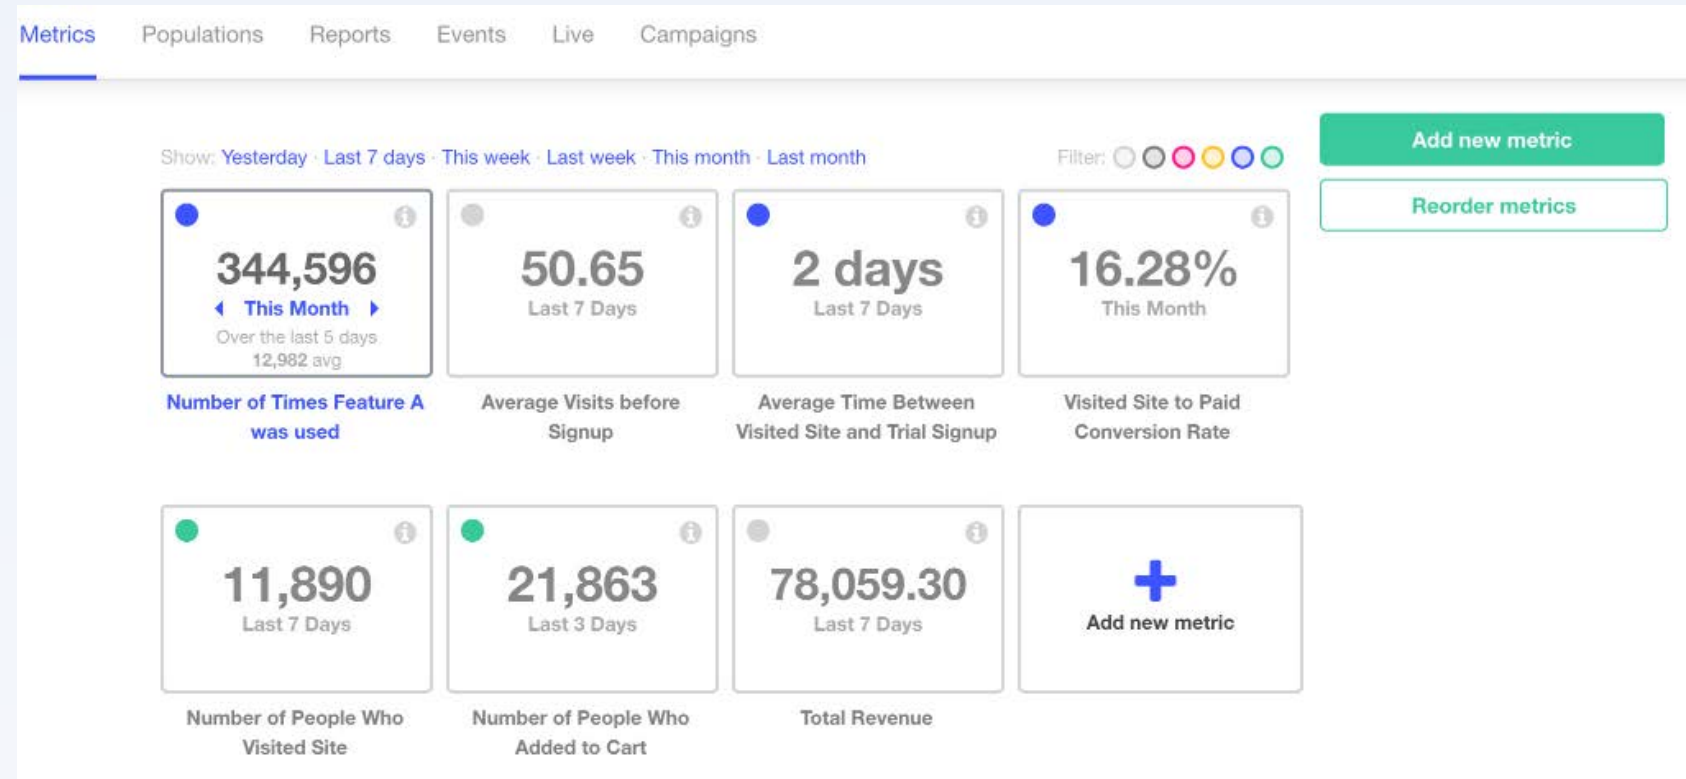 Metrics Populations Reports Events Live Campaigns
Show: Yesterday · Last 7 days · This week · Last week · This month · Last month
Filter:
Add new metric
Reorder metrics
344,596
This Month
Over the last 5 days
12,982 avg
Number of Times Feature A
was used
50.65
Last 7 Days
Average Visits before
Signup
2 days
Last 7 Days
Average Time Between
Visited Site and Trial Signup
16.28%
This Month
Visited Site to Paid
Conversion Rate
11,890
Last 7 Days
Number of People Who
Visited Site
21,863
Last 3 Days
Number of People Who
Added to Cart
78,059.30
Last 7 Days
Total Revenue
Add new metric